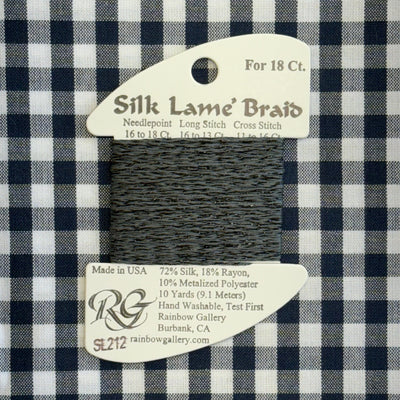 For 18 Ct.
Silk Lamé Braid
Needlepoint Long Stitch Cross Stitch
16 to 18 Ct. 16 to 13 Ct. 11 to 16 Ct.
Made in USA
72% Silk, 18% Rayon,
10% Metalized Polyester
10 Yards (9.1 Meters)
Hand Washable, Test First
Rainbow Gallery
Burbank, CA
RG
SL212
rainbowgallery.com